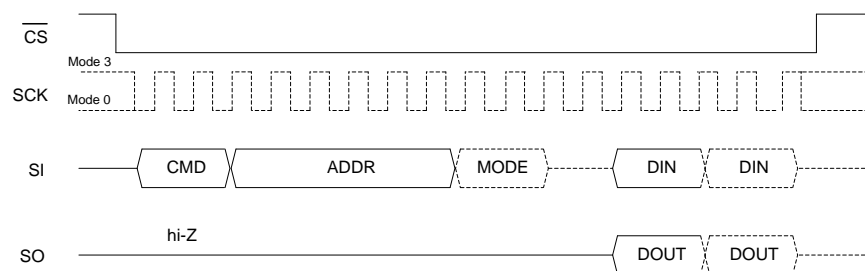 CS
Mode 3
SCK
Mode 0
SI CMD ADDR MODE DIN DIN
hi-Z
SO DOUT DOUT